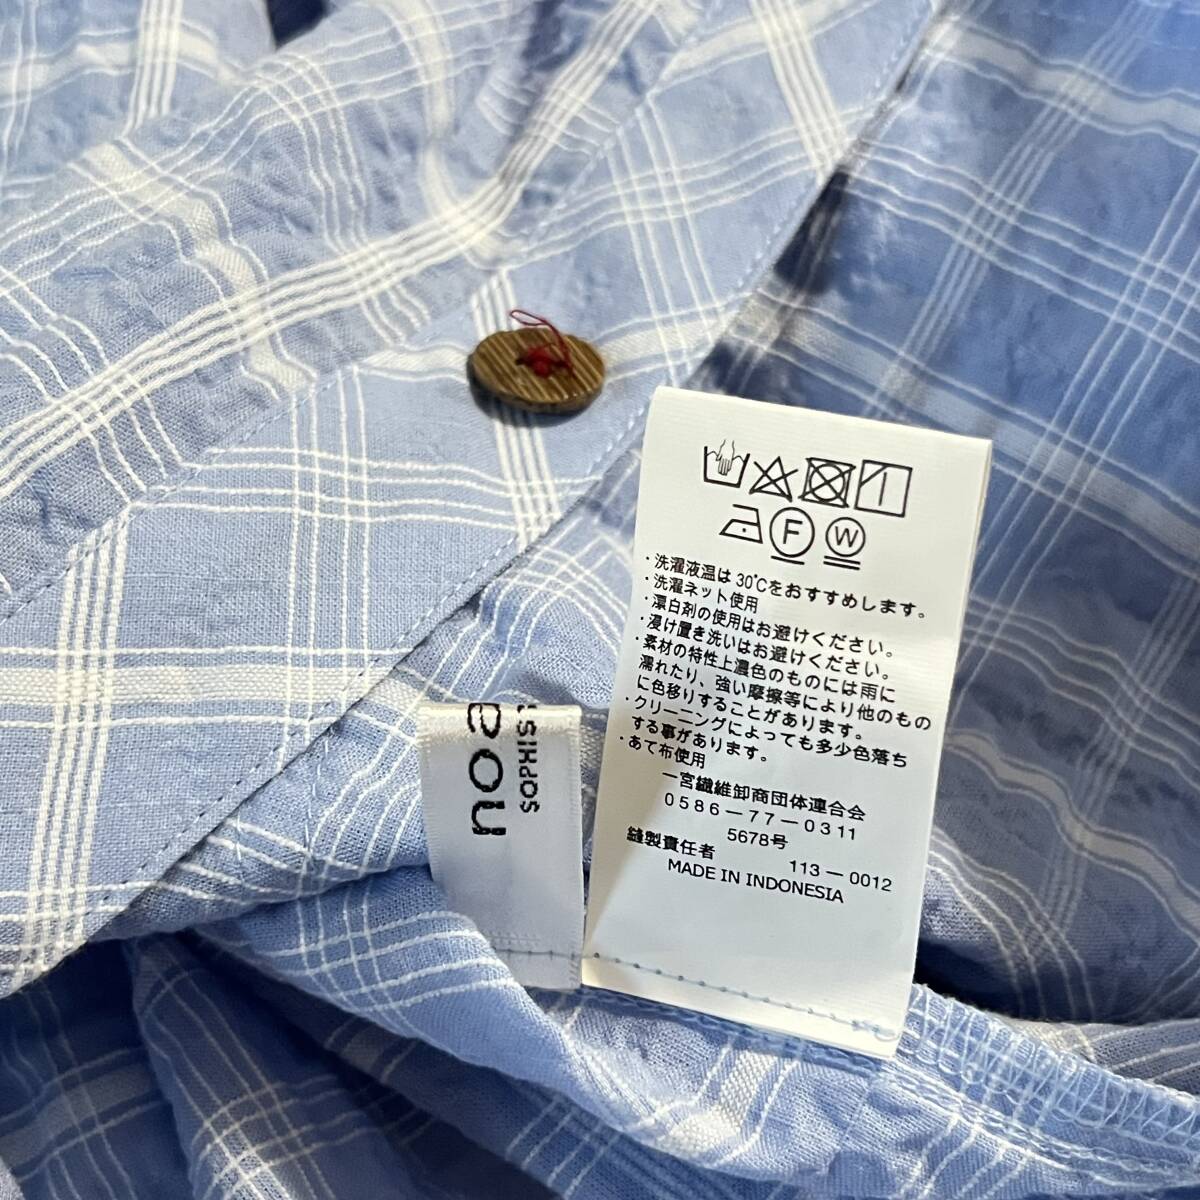 F W
・洗濯液温は30℃をおすすめします。
・洗濯ネット使用
・漂白剤の使用はお避けください。
・浸け置き洗いはお避けください。
・素材の特性上濃色のものには雨に
濡れたり、強い摩擦等により他のもの
に色移りすることがあります。
・クリーニングによっても多少色落ち
する事があります。
・あて布使用
一宮繊維卸商団体連合会
0586-77-0311
5678号
縫製責任者 113-0012
MADE IN INDONESIA
SOPHIS